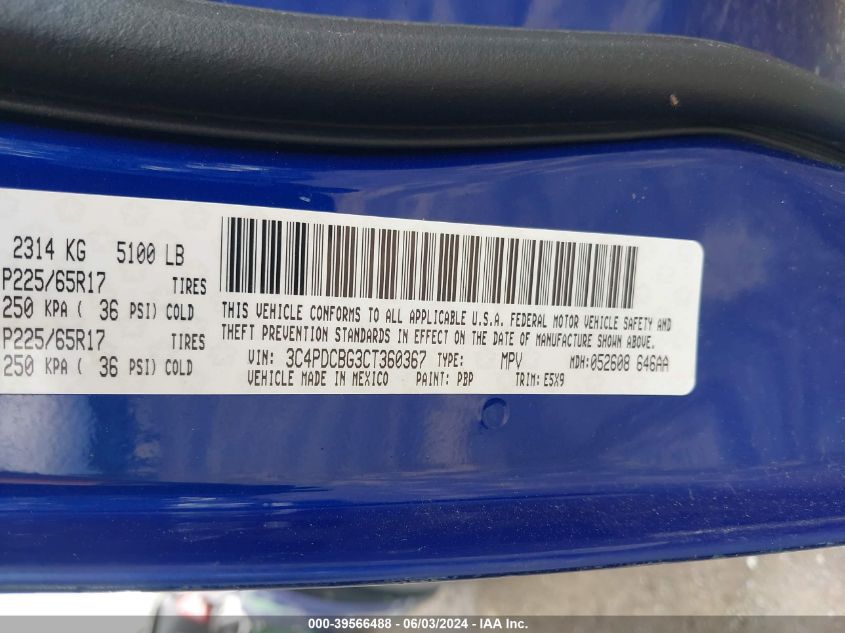 2314 KG 5100 LB
P225/65R17 TIRES
250 KPA ( 36 PSI) COLD
P225/65R17 TIRES
250 KPA ( 36 PSI) COLD
THIS VEHICLE CONFORMS TO ALL APPLICABLE U.S.A. FEDERAL MOTOR VEHICLE SAFETY AND
THEFT PREVENTION STANDARDS IN EFFECT ON THE DATE OF MANUFACTURE SHOWN ABOVE.
VIN: 3C4PDCBG3CT360367 TYPE: MPV MDH:052608 646AA
VEHICLE MADE IN MEXICO PAINT: PBP TRIM: E5X9
000-39566488 - 06/03/2024 - IAA Inc.